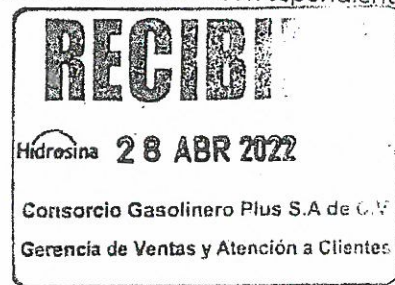 RECIBI
Hidrosina 28 ABR 2022
Consorcio Gasolinero Plus S.A de C.V
Gerencia de Ventas y Atención a Clientes